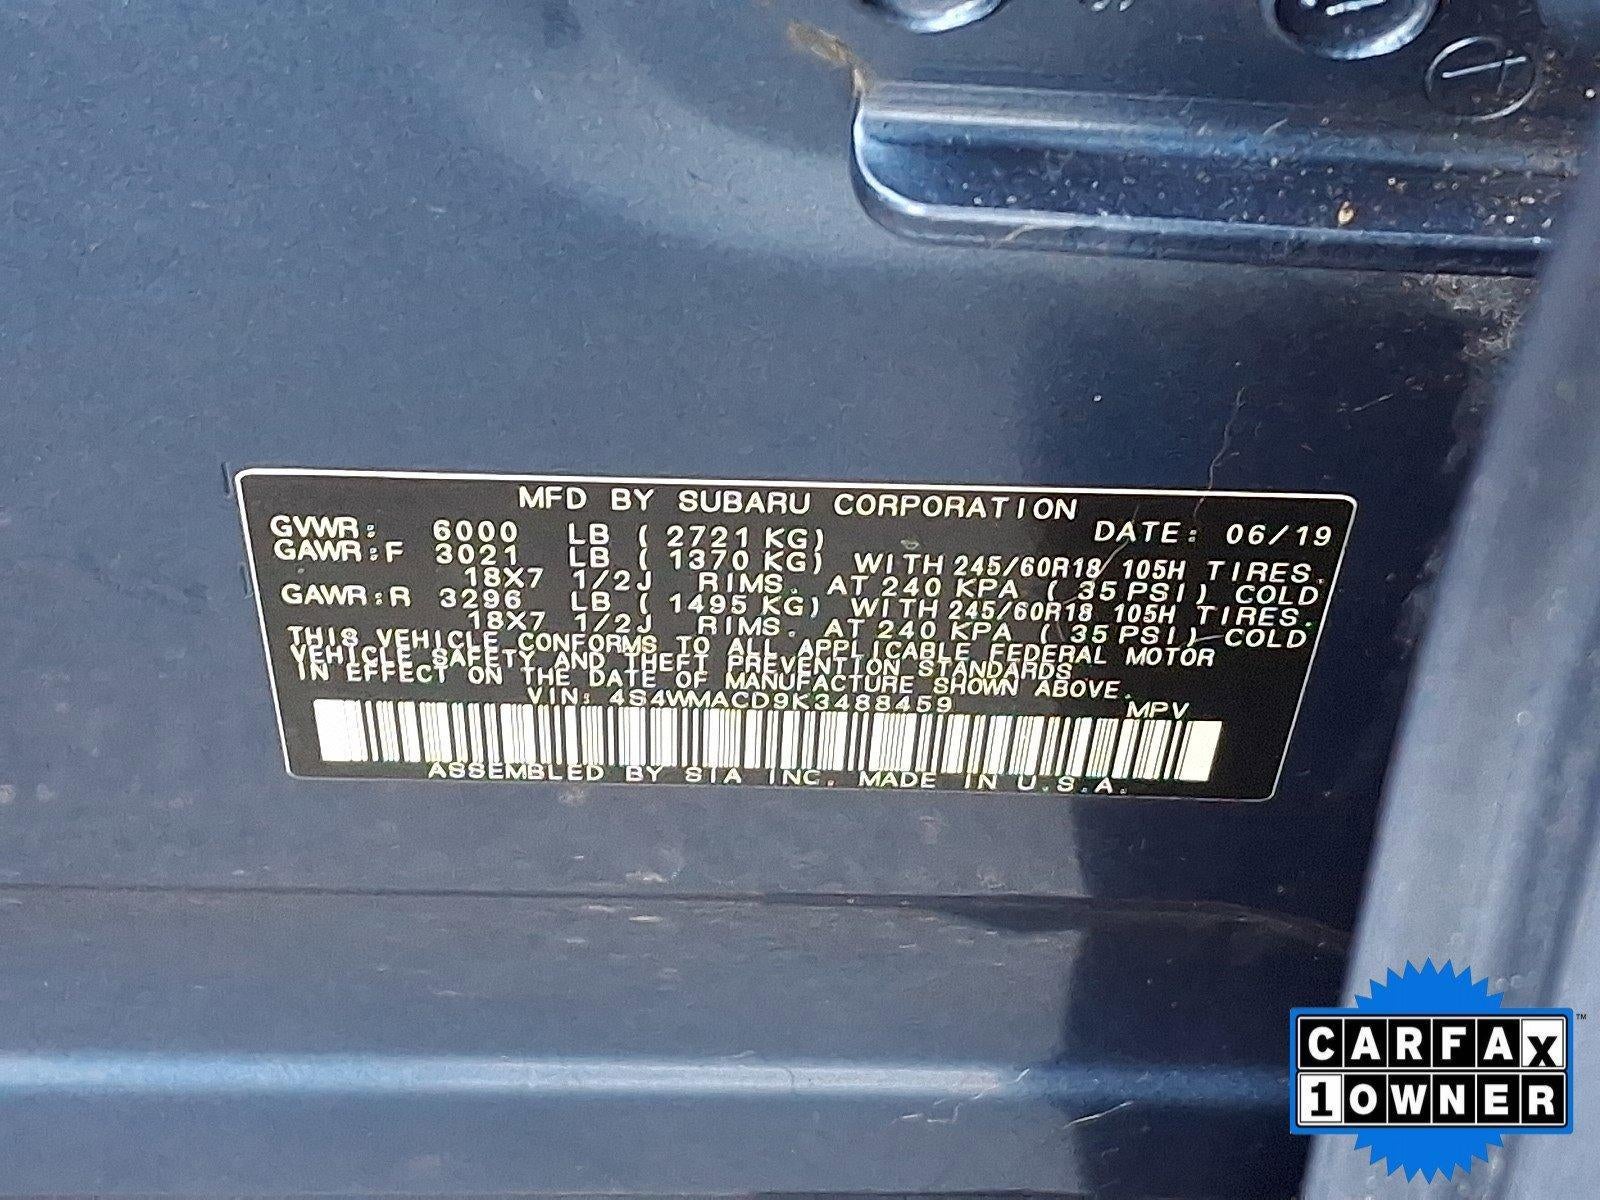 MFD BY SUBARU CORPORATION
GVWR: 6000 LB ( 2721 KG) DATE: 06/19
GAWR:F 3021 LB ( 1370 KG) WITH 245/60R18 105H TIRES.
18X7 1/2J RIMS. AT 240 KPA ( 35 PSI) COLD
GAWR:R 3296 LB ( 1495 KG) WITH 245/60R18 105H TIRES.
18X7 1/2J RIMS. AT 240 KPA ( 35 PSI) COLD
THIS VEHICLE CONFORMS TO ALL APPLICABLE FEDERAL MOTOR
VEHICLE SAFETY AND THEFT PREVENTION STANDARDS
IN EFFECT ON THE DATE OF MANUFACTURE SHOWN ABOVE.
VIN: 4S4WMACD9K3488459 MPV
ASSEMBLED BY SIA INC. MADE IN U.S.A.
CARFAX™
1 OWNER